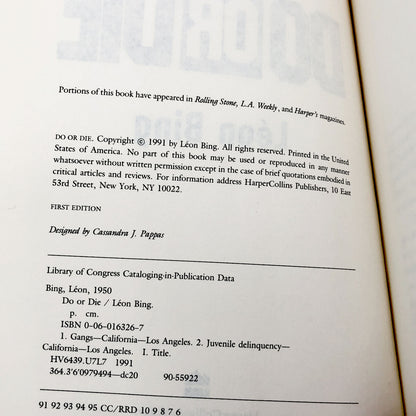 Portions of this book have appeared in Rolling Stone, L.A. Weekly, and Harper's magazines.
DO OR DIE. Copyright © 1991 by Léon Bing. All rights reserved. Printed in the United
States of America. No part of this book may be used or reproduced in any manner
whatsoever without written permission except in the case of brief quotations embodied in
critical articles and reviews. For information address HarperCollins Publishers, 10 East
53rd Street, New York, NY 10022.
FIRST EDITION
Designed by Cassandra J. Pappas
Library of Congress Cataloging-in-Publication Data
Bing, Léon, 1950
Do or Die / Léon Bing.
p. cm.
ISBN 0-06-016326-7
1. Gangs—California—Los Angeles. 2. Juvenile delinquency—
California—Los Angeles. I. Title.
HV6439.U7L7 1991
364.3'6'0979494—dc20 90-55922
91 92 93 94 95 CC/RRD 10 9 8 7 6